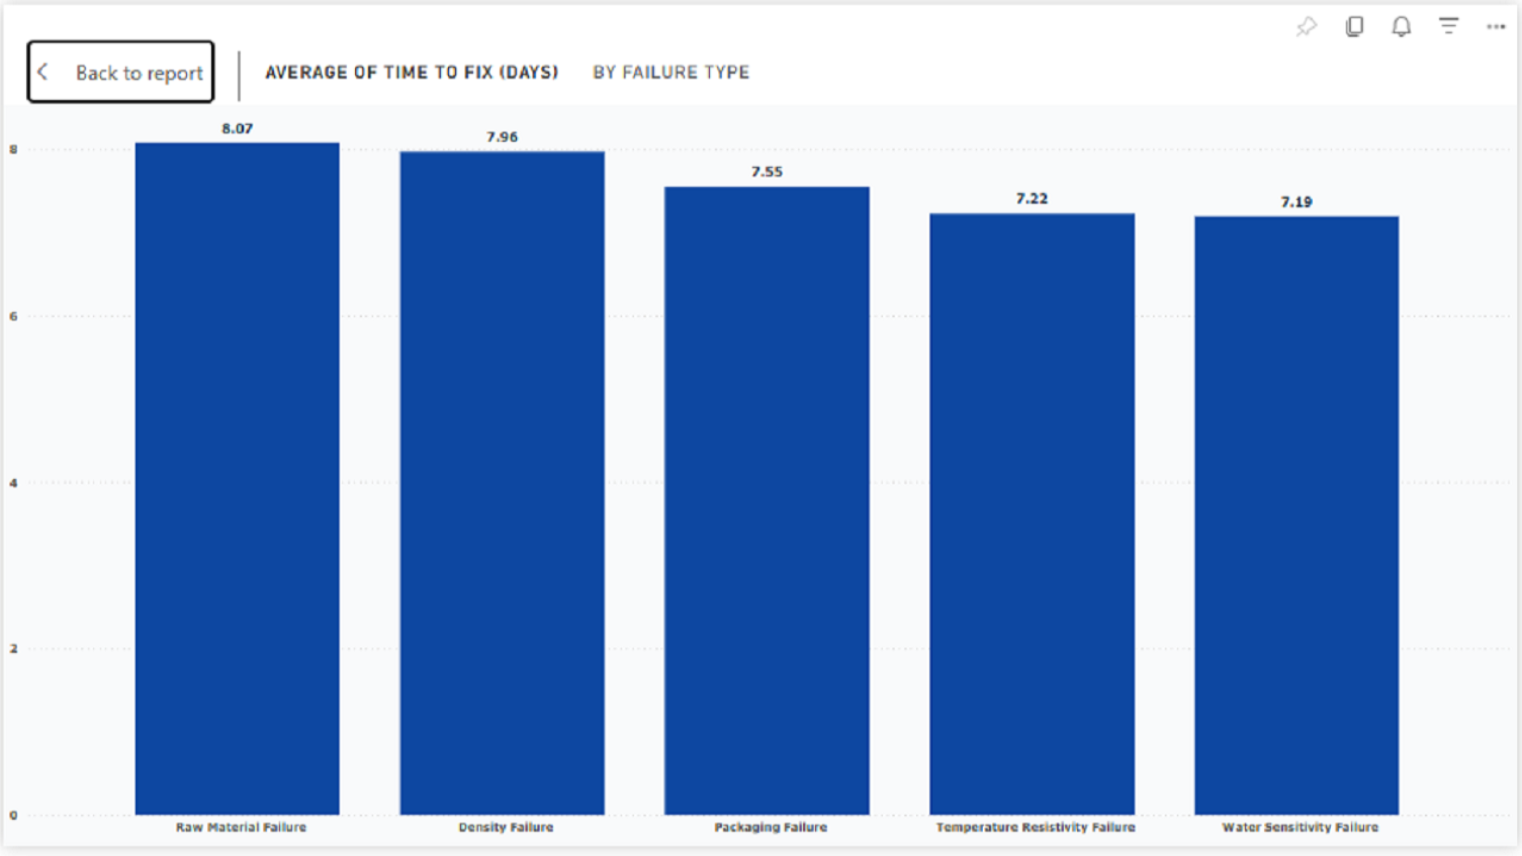 Back to report
AVERAGE OF TIME TO FIX (DAYS) BY FAILURE TYPE
8.07
7.96
7.55
7.22
7.19
8
6
4
2
0
Raw Material Failure
Density Failure
Packaging Failure
Temperature Resistivity Failure
Water Sensitivity Failure